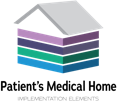 Patient's Medical Home
IMPLEMENTATION ELEMENTS